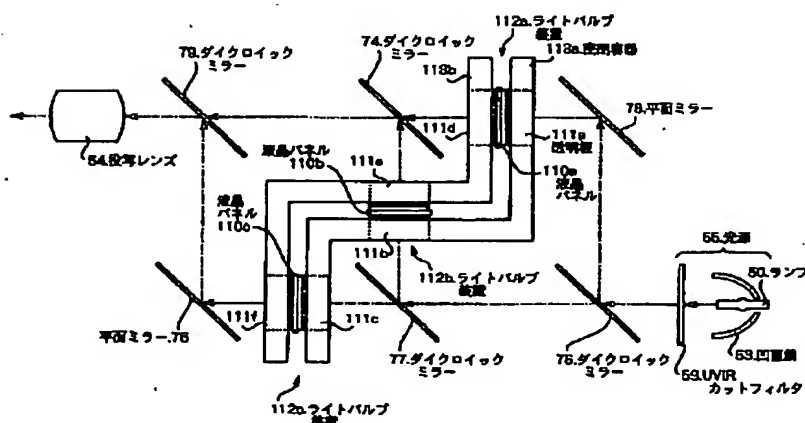 112a.ライトバルブ
装置
79.ダイクロイック
ミラー
74.ダイクロイック
ミラー
113a.密閉容器
113b
78.平面ミラー
111d
111a
透明板
110a
液晶
パネル
54.投写レンズ
液晶パネル
110b
111e
液晶
パネル
110c
111b
112b.ライトバルブ
装置
55.光源
50.ランプ
平面ミラー.76
111f
111c
77.ダイクロイック
ミラー
75.ダイクロイック
ミラー
53.凹面鏡
59.UVIR
カットフィルタ
112c.ライトバルブ
装置